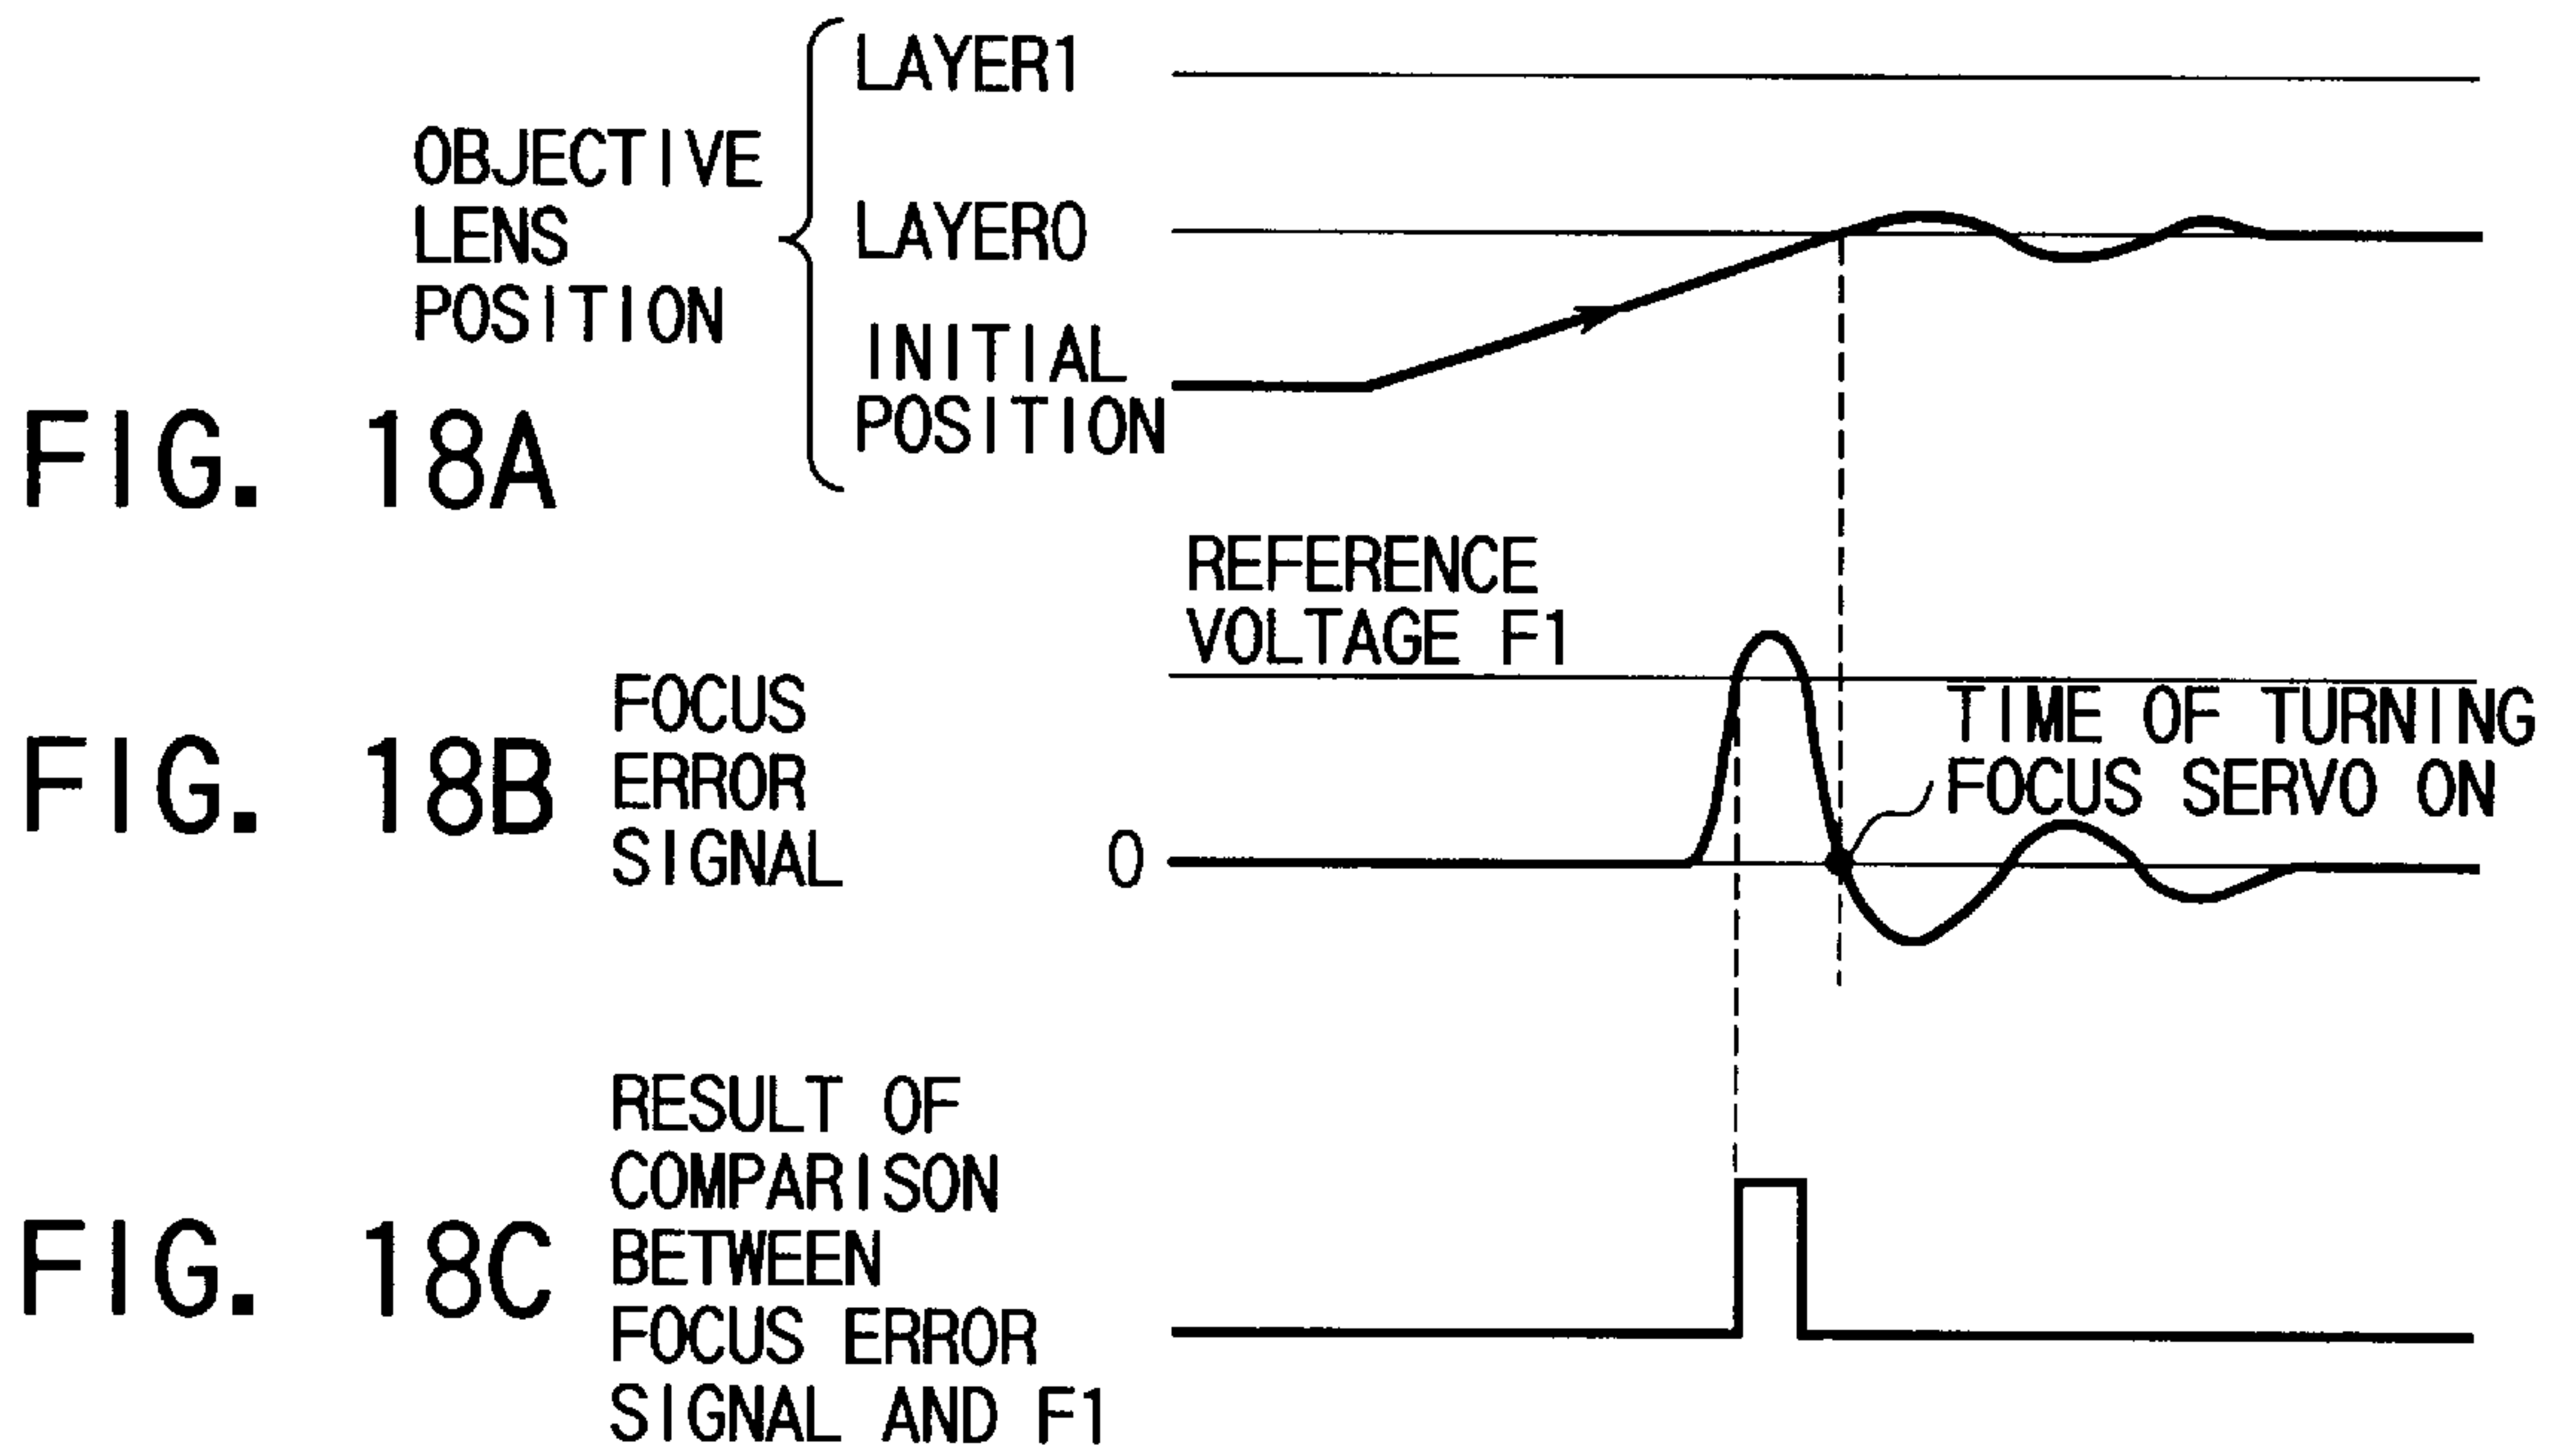 OBJECTIVE
LENS
POSITION
LAYER1
LAYER0
INITIAL
POSITION
FIG. 18A
REFERENCE
VOLTAGE F1
FIG. 18B
FOCUS
ERROR
SIGNAL
0
TIME OF TURNING
FOCUS SERVO ON
FIG. 18C
RESULT OF
COMPARISON
BETWEEN
FOCUS ERROR
SIGNAL AND F1